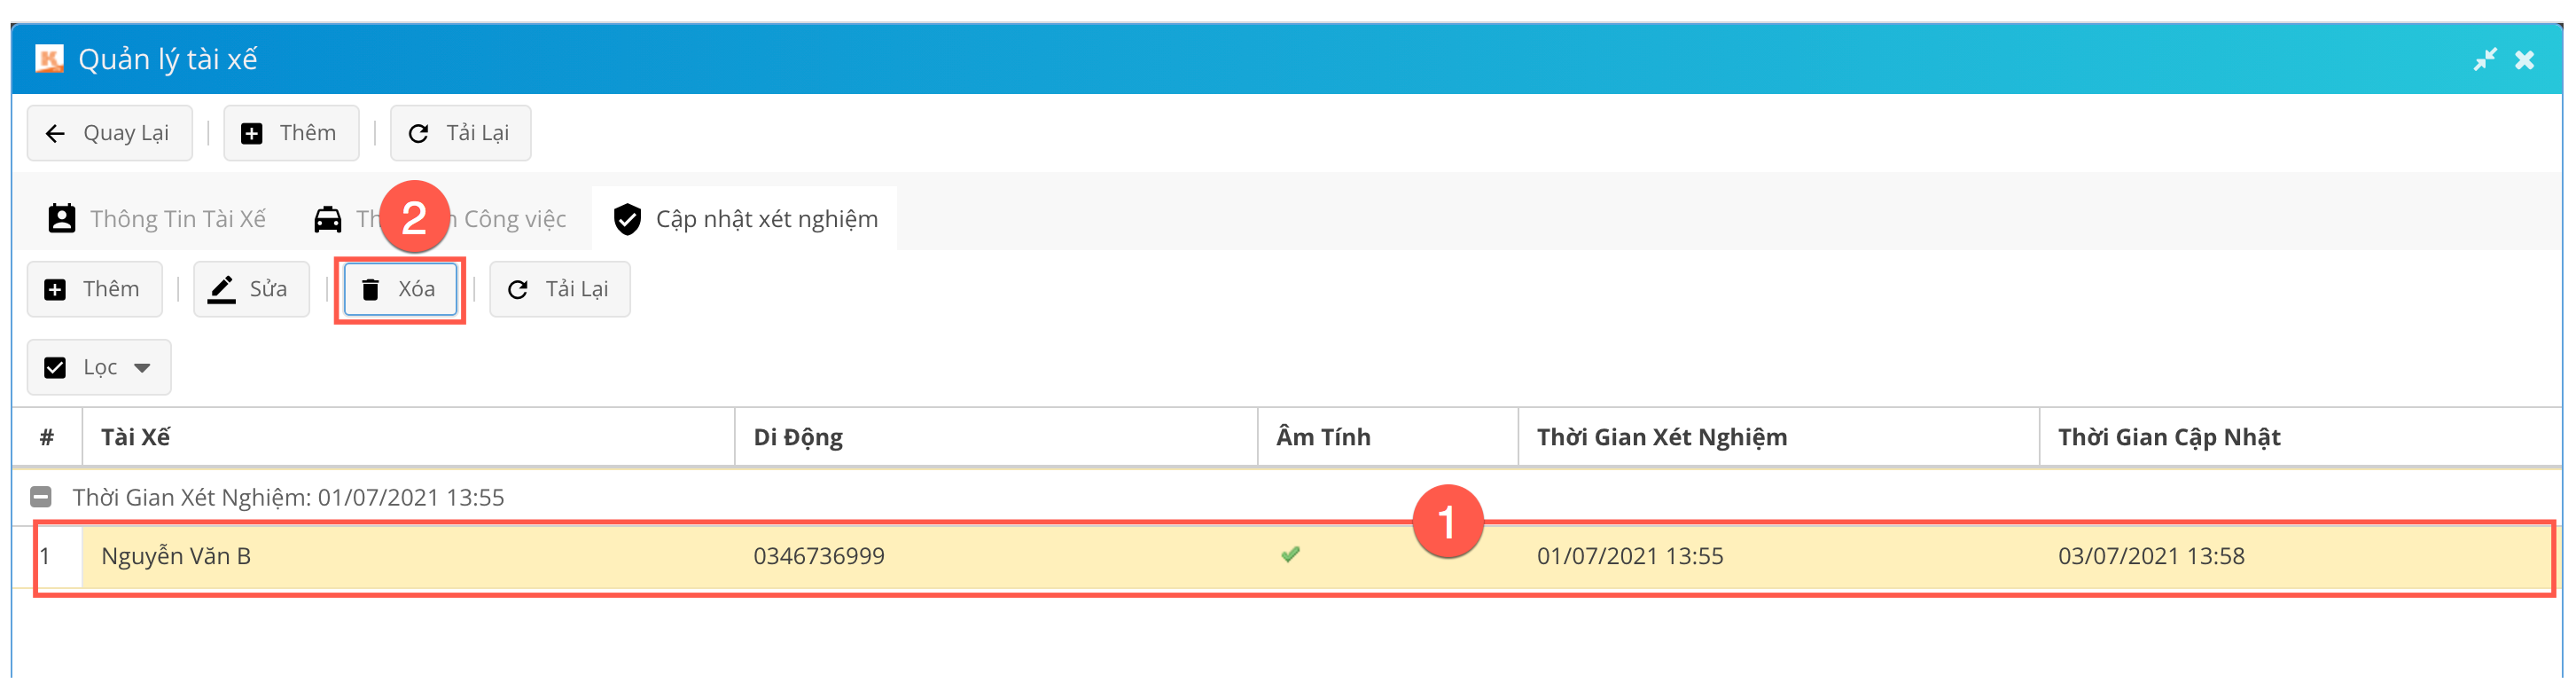 Quản lý tài xế
Quay Lại Thêm Tải Lại
Thông Tin Tài Xế Công việc Cập nhật xét nghiệm
2
Thêm Sửa Xóa Tải Lại
Lọc
# Tài Xế Di Động Âm Tính Thời Gian Xét Nghiệm Thời Gian Cập Nhật
Thời Gian Xét Nghiệm: 01/07/2021 13:55
1
1 Nguyễn Văn B 0346736999 01/07/2021 13:55 03/07/2021 13:58